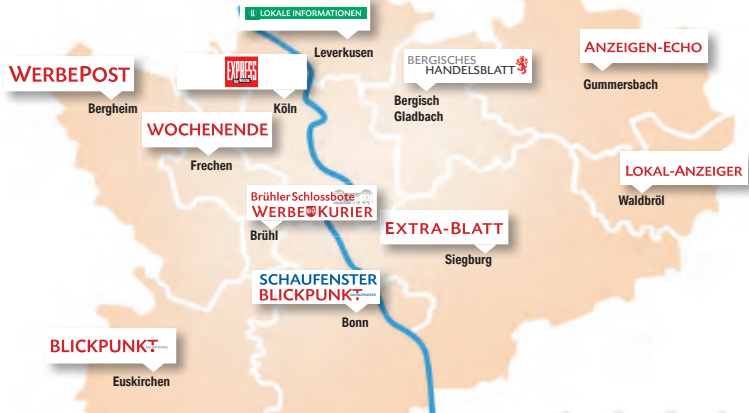 LOKALE INFORMATIONEN
Leverkusen
ANZEIGEN-ECHO
Gummersbach
BERGISCHES
HANDELSBLATT
Bergisch
Gladbach
WERBEPOST
Bergheim
EXPRESS
Köln
WOCHENENDE
Frechen
LOKAL-ANZEIGER
Waldbröl
Brühler Schlossbote
WERBE KURIER
Brühl
EXTRA-BLATT
Siegburg
SCHAUFENSTER
BLICKPUNKT
Bonn
BLICKPUNKT
Euskirchen